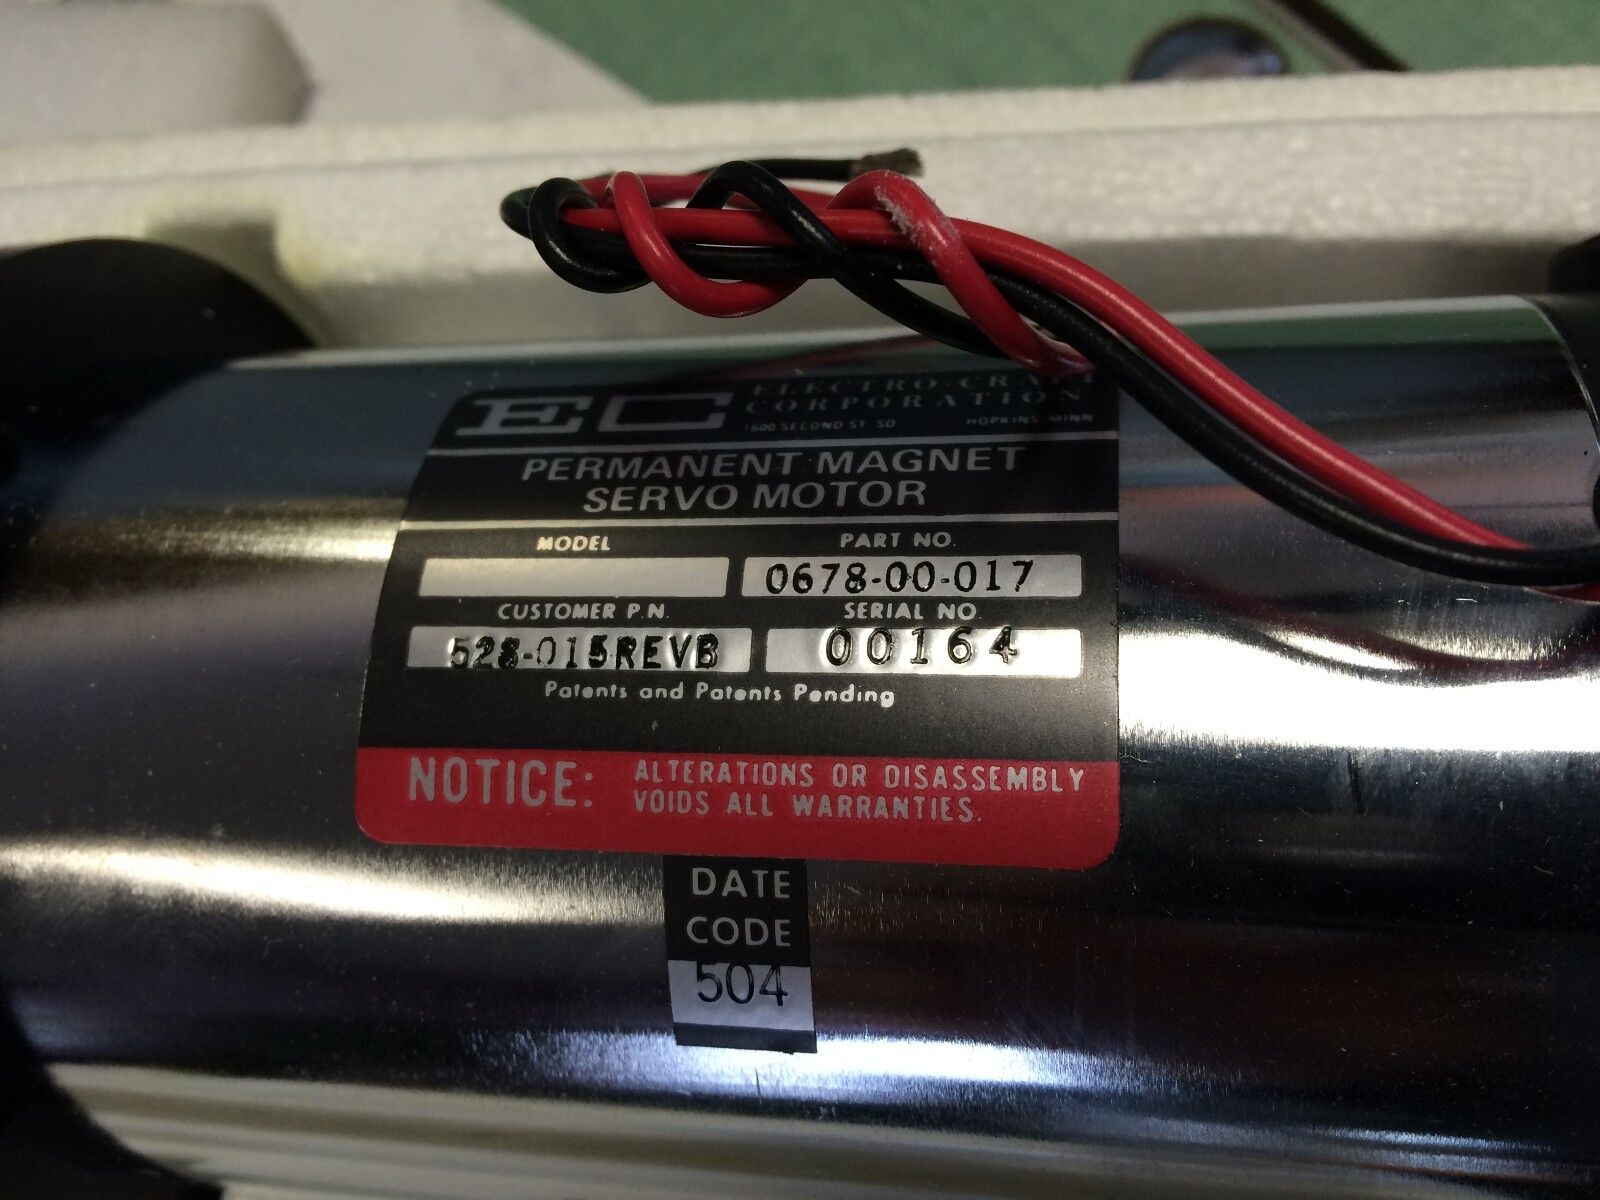 EC ELECTRO-CRAFT
CORPORATION
1600 SECOND ST. SO HOPKINS MINN
PERMANENT MAGNET
SERVO MOTOR
MODEL PART NO.
0678-00-017
CUSTOMER P.N. SERIAL NO.
528-015REVB 00164
Patents and Patents Pending
NOTICE: ALTERATIONS OR DISASSEMBLY
VOIDS ALL WARRANTIES.
DATE
CODE
504